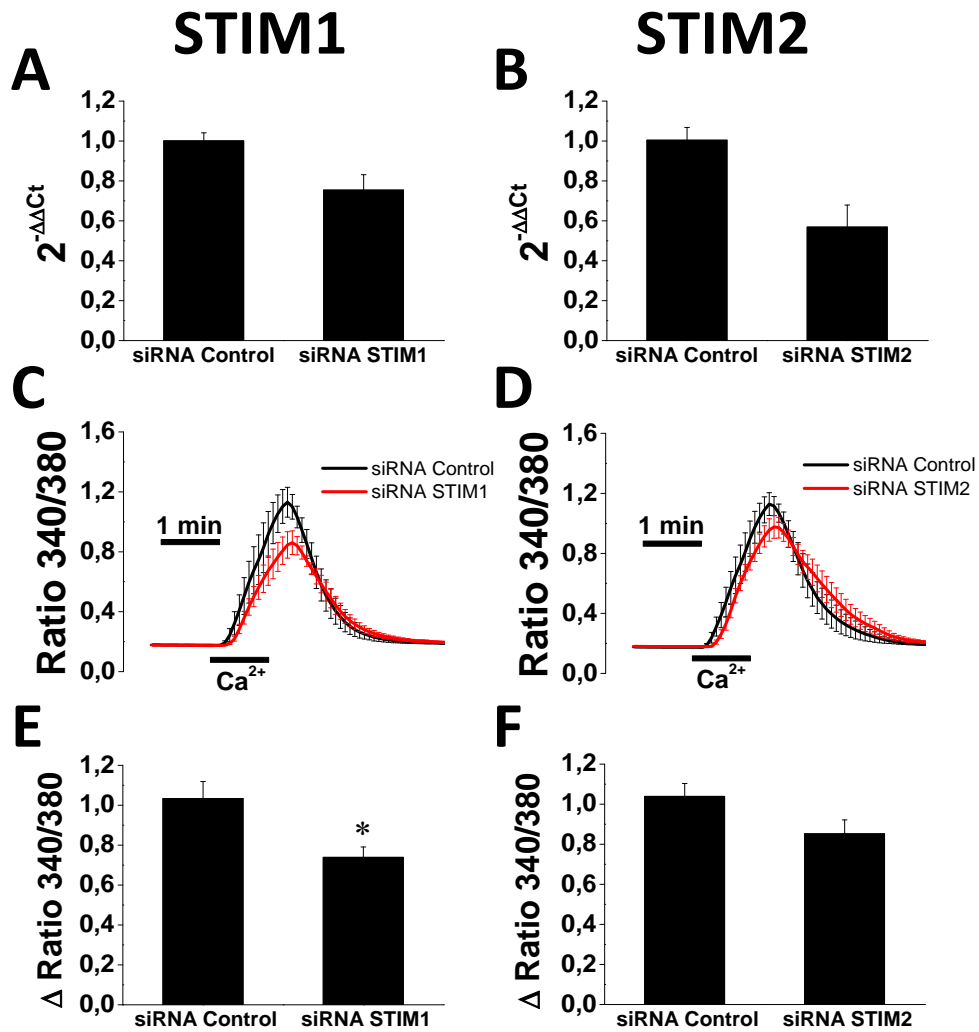 STIM1
STIM2
A
2^-ΔΔCt
1,2
1,0
0,8
0,6
0,4
0,2
0,0
siRNA Control
siRNA STIM1
B
2^-ΔΔCt
1,2
1,0
0,8
0,6
0,4
0,2
0,0
siRNA Control
siRNA STIM2
C
Ratio 340/380
1,6
1,2
0,8
0,4
0,0
siRNA Control
siRNA STIM1
1 min
Ca²⁺
D
Ratio 340/380
1,6
1,2
0,8
0,4
0,0
siRNA Control
siRNA STIM2
1 min
Ca²⁺
E
Δ Ratio 340/380
1,2
1,0
0,8
0,6
0,4
0,2
0,0
*
siRNA Control
siRNA STIM1
F
Δ Ratio 340/380
1,2
1,0
0,8
0,6
0,4
0,2
0,0
siRNA Control
siRNA STIM2